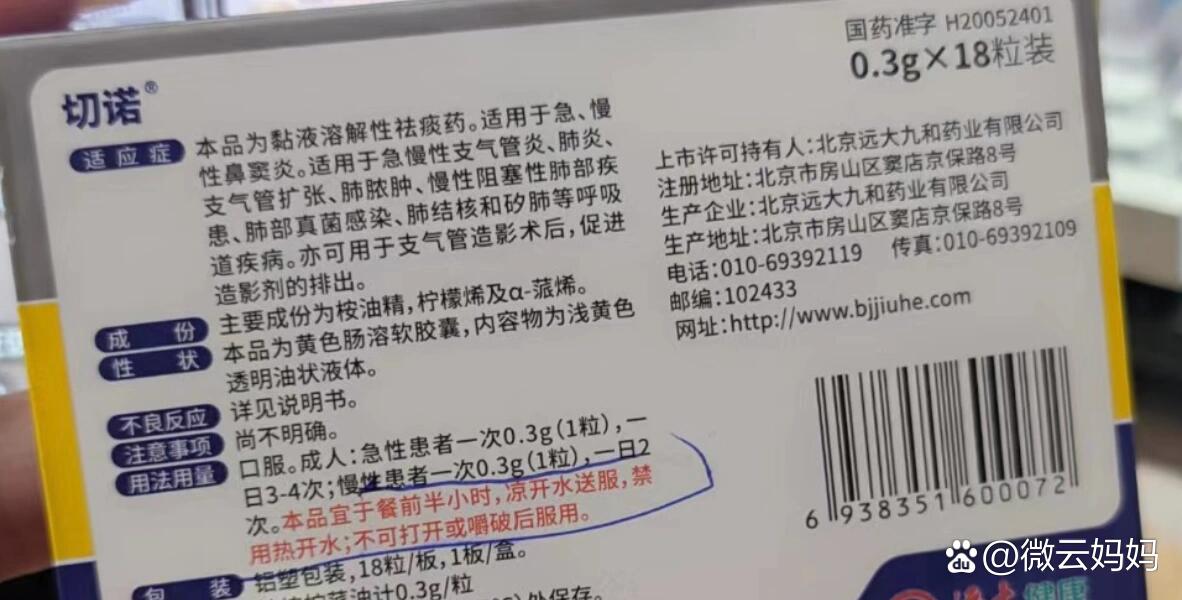 国药准字 H20052401
0.3g×18粒装
切诺®
适应症 本品为黏液溶解性祛痰药。适用于急、慢
性鼻窦炎。适用于急慢性支气管炎、肺炎、
支气管扩张、肺脓肿、慢性阻塞性肺部疾
患、肺部真菌感染、肺结核和矽肺等呼吸
道疾病。亦可用于支气管造影术后，促进
造影剂的排出。
成份 主要成份为桉油精，柠檬烯及α-蒎烯。
性状 本品为黄色肠溶软胶囊，内容物为浅黄色
透明油状液体。
不良反应 详见说明书。
注意事项 尚不明确。
用法用量 口服。成人：急性患者一次0.3g（1粒），一
日3-4次；慢性患者一次0.3g（1粒），一日2
次。本品宜于餐前半小时，凉开水送服，禁
用热开水；不可打开或嚼破后服用。
包装 铝塑包装，18粒/板，1板/盒。
计0.3g/粒
处保存。
上市许可持有人：北京远大九和药业有限公司
注册地址：北京市房山区窦店京保路8号
生产企业：北京远大九和药业有限公司
生产地址：北京市房山区窦店京保路8号
电话：010-69392119 传真：010-69392109
邮编：102433
网址：http://www.bjjiuhe.com
6 938351 600072
健康
du @微云妈妈